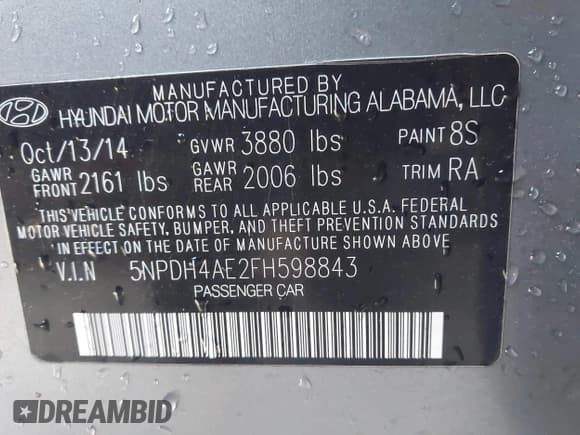 MANUFACTURED BY
HYUNDAI MOTOR MANUFACTURING ALABAMA, LLC
Oct/13/14 GVWR 3880 lbs PAINT 8S
GAWR FRONT 2161 lbs GAWR REAR 2006 lbs TRIM RA
THIS VEHICLE CONFORMS TO ALL APPLICABLE U.S.A. FEDERAL
MOTOR VEHICLE SAFETY, BUMPER, AND THEFT PREVENTION STANDARDS
IN EFFECT ON THE DATE OF MANUFACTURE SHOWN ABOVE
V.I.N 5NPDH4AE2FH598843
PASSENGER CAR
DREAMBID